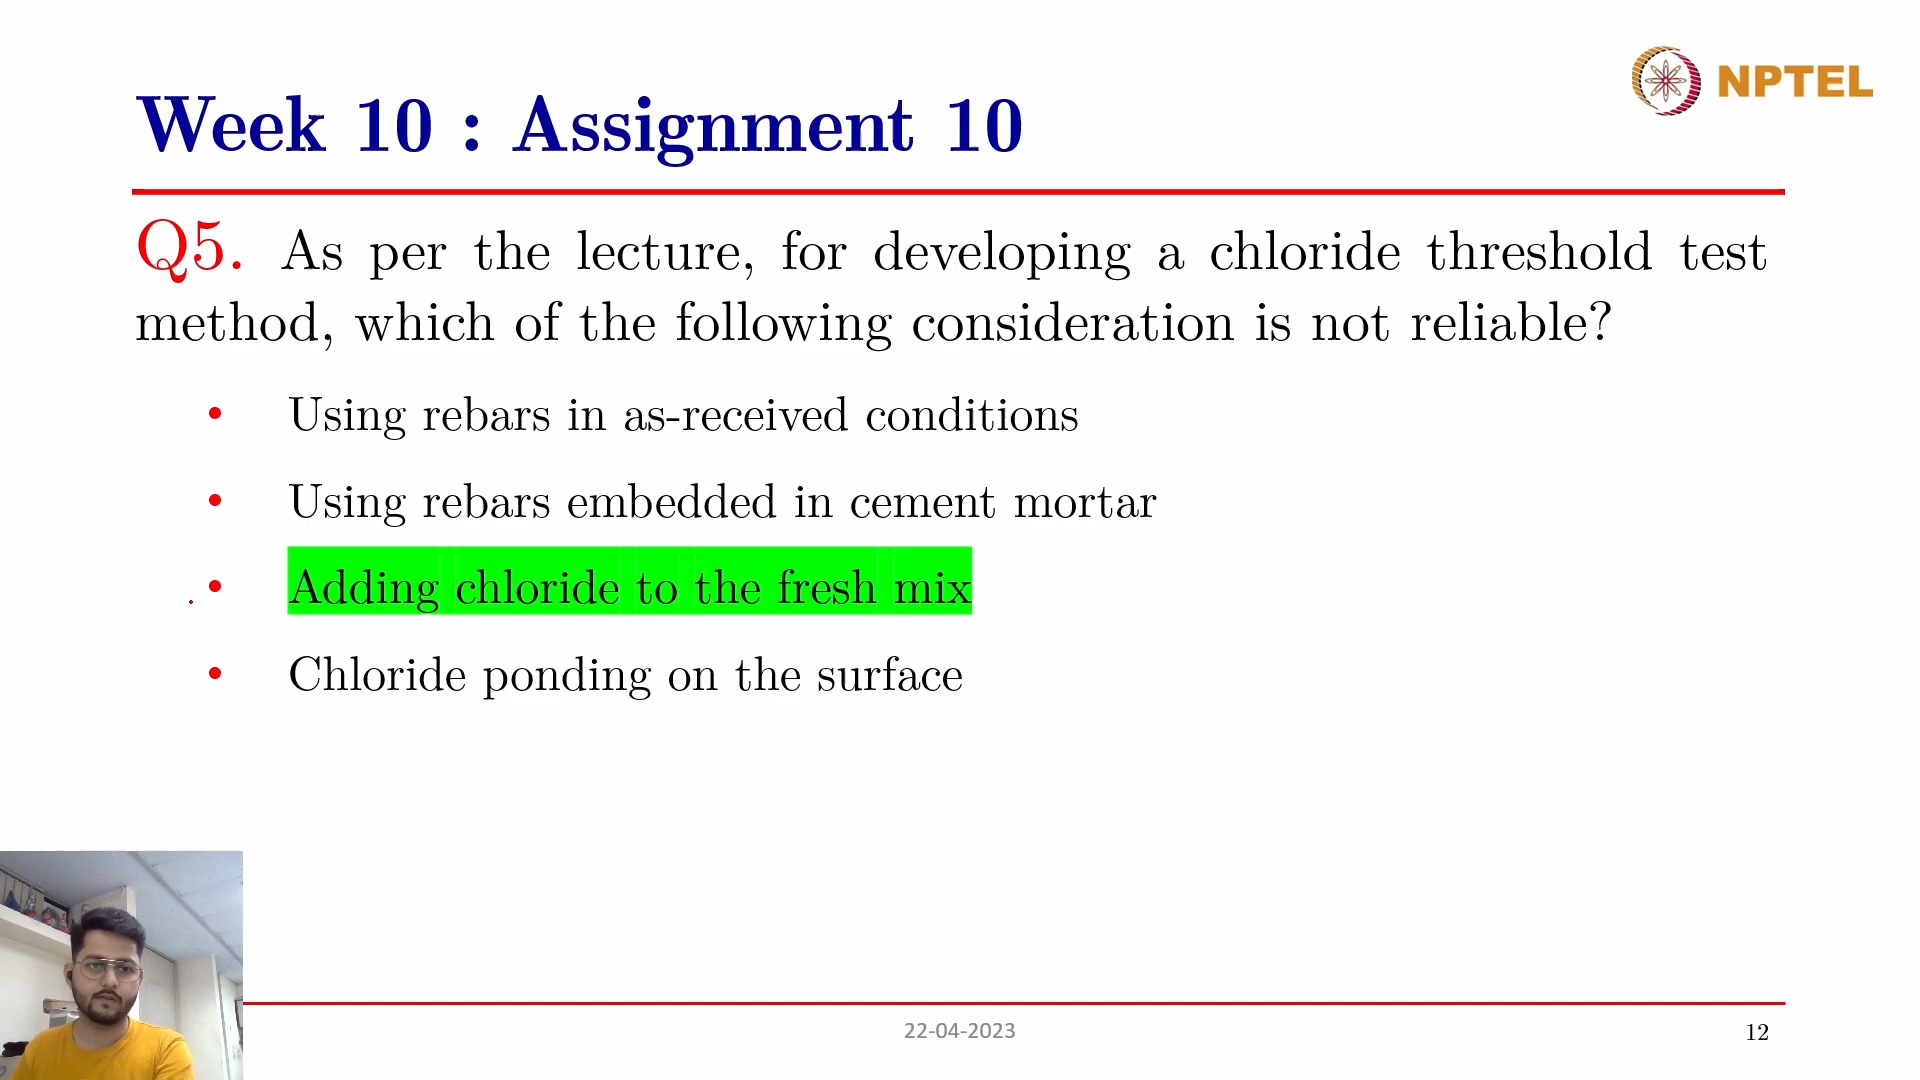 NPTEL
Week 10 : Assignment 10
Q5. As per the lecture, for developing a chloride threshold test
method, which of the following consideration is not reliable?
• Using rebars in as-received conditions
• Using rebars embedded in cement mortar
• Adding chloride to the fresh mix
• Chloride ponding on the surface
22-04-2023
12